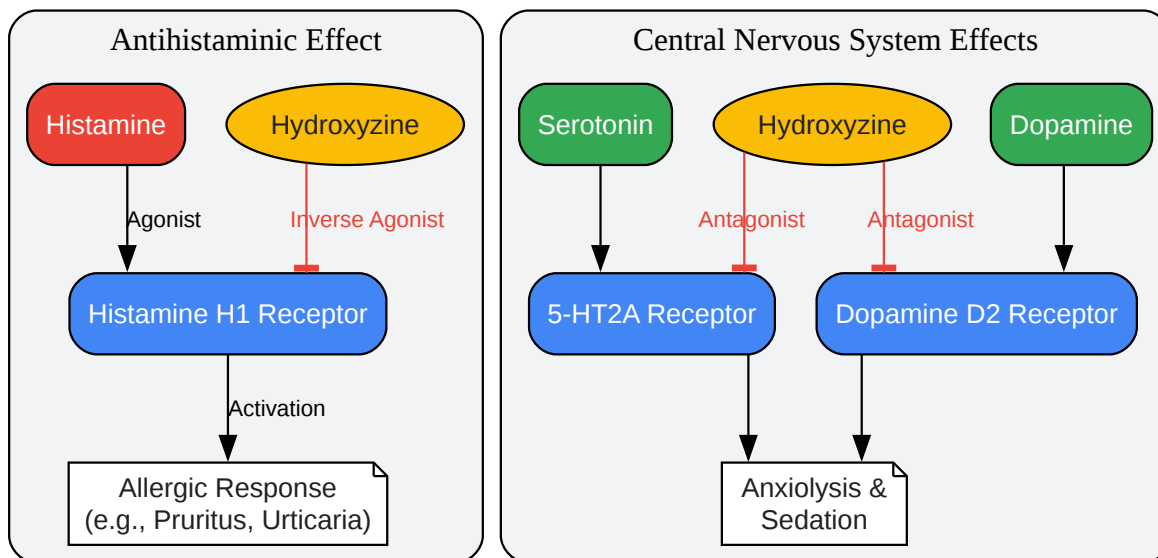 Antihistaminic Effect
Histamine
Hydroxyzine
Agonist
Inverse Agonist
Histamine H1 Receptor
Activation
Allergic Response
(e.g., Pruritus, Urticaria)
Central Nervous System Effects
Serotonin
Hydroxyzine
Dopamine
Antagonist
Antagonist
5-HT2A Receptor
Dopamine D2 Receptor
Anxiolysis &
Sedation